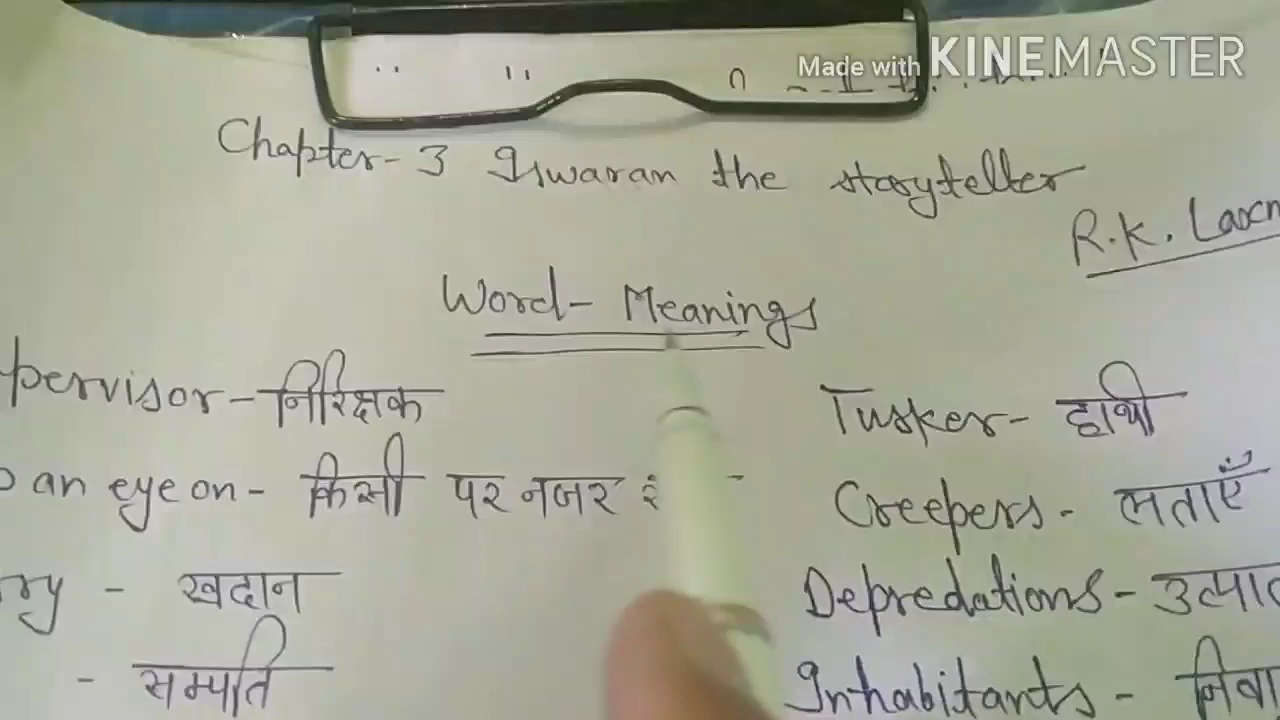 Made with KINEMASTER
Chapter-3 Iswaran the storyteller
R.K. Laxm
Word-Meanings
pervisor- निरिक्षक
Tusker- हाथी
an eye on- किसी पर नजर
Creepers- लताएँ
ry - खदान
Depredations- उत्पात
- सम्पति
Inhabitants- निवा